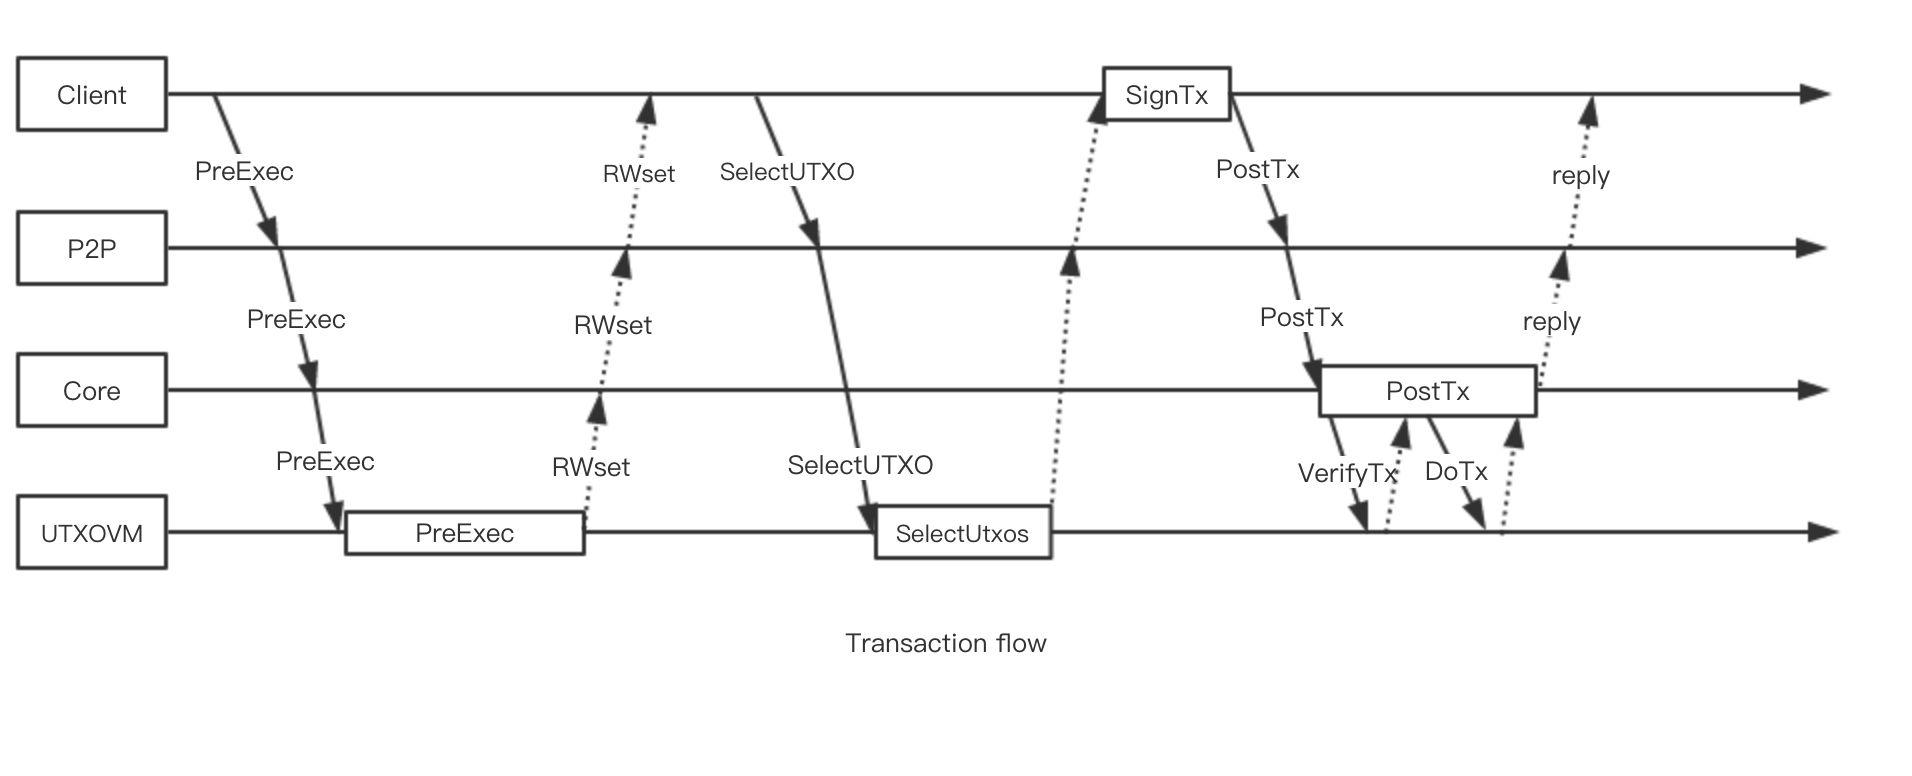 Client
SignTx
PreExec
RWset
SelectUTXO
PostTx
reply
P2P
PreExec
RWset
PostTx
reply
Core
PostTx
PreExec
RWset
SelectUTXO
VerifyTx
DoTx
UTXOVM
PreExec
SelectUtxos
Transaction flow